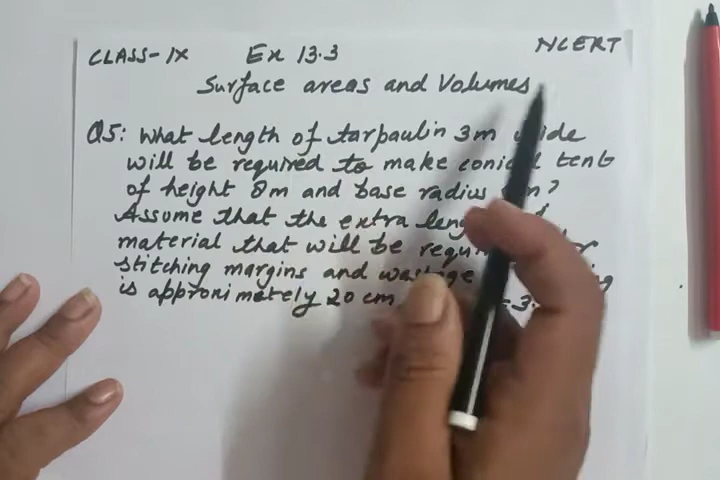 CLASS-IX Ex 13.3 NCERT
Surface areas and Volumes
Q5: What length of tarpaulin 3m
will be required to make tent
of height 8m and base radius
Assume that the extra
material that will be
stitching margins and
is approximately 20 cm